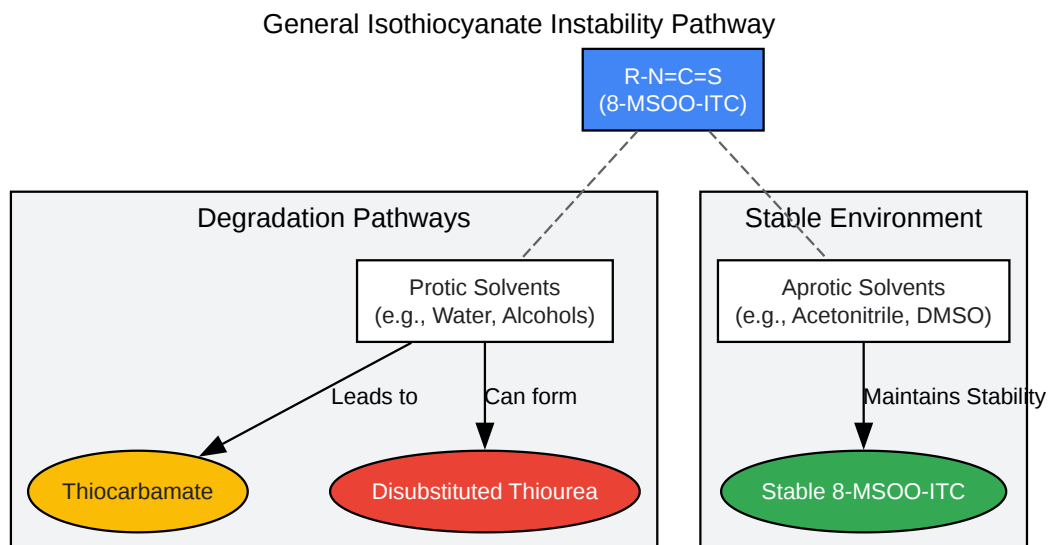 General Isothiocyanate Instability Pathway
R-N=C=S
(8-MSOO-ITC)
Degradation Pathways
Stable Environment
Protic Solvents
(e.g., Water, Alcohols)
Aprotic Solvents
(e.g., Acetonitrile, DMSO)
Leads to
Can form
Maintains Stability
Thiocarbamate
Disubstituted Thiourea
Stable 8-MSOO-ITC